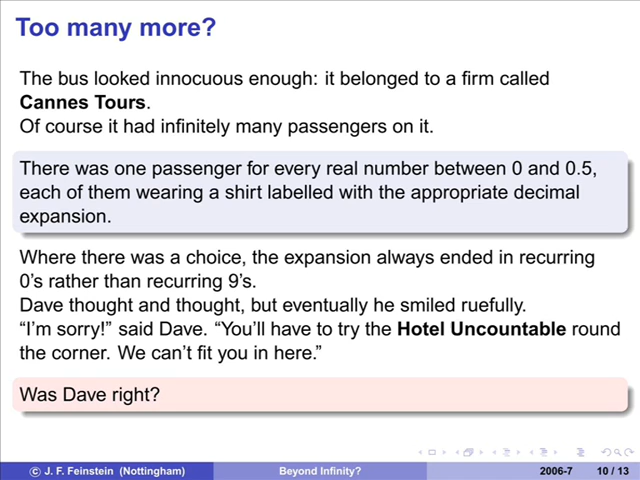 Too many more?
The bus looked innocuous enough: it belonged to a firm called
Cannes Tours.
Of course it had infinitely many passengers on it.
There was one passenger for every real number between 0 and 0.5,
each of them wearing a shirt labelled with the appropriate decimal
expansion.
Where there was a choice, the expansion always ended in recurring
0’s rather than recurring 9’s.
Dave thought and thought, but eventually he smiled ruefully.
“I’m sorry!” said Dave. “You’ll have to try the Hotel Uncountable round
the corner. We can’t fit you in here.”
Was Dave right?
© J. F. Feinstein (Nottingham) Beyond Infinity? 2006-7 10 / 13